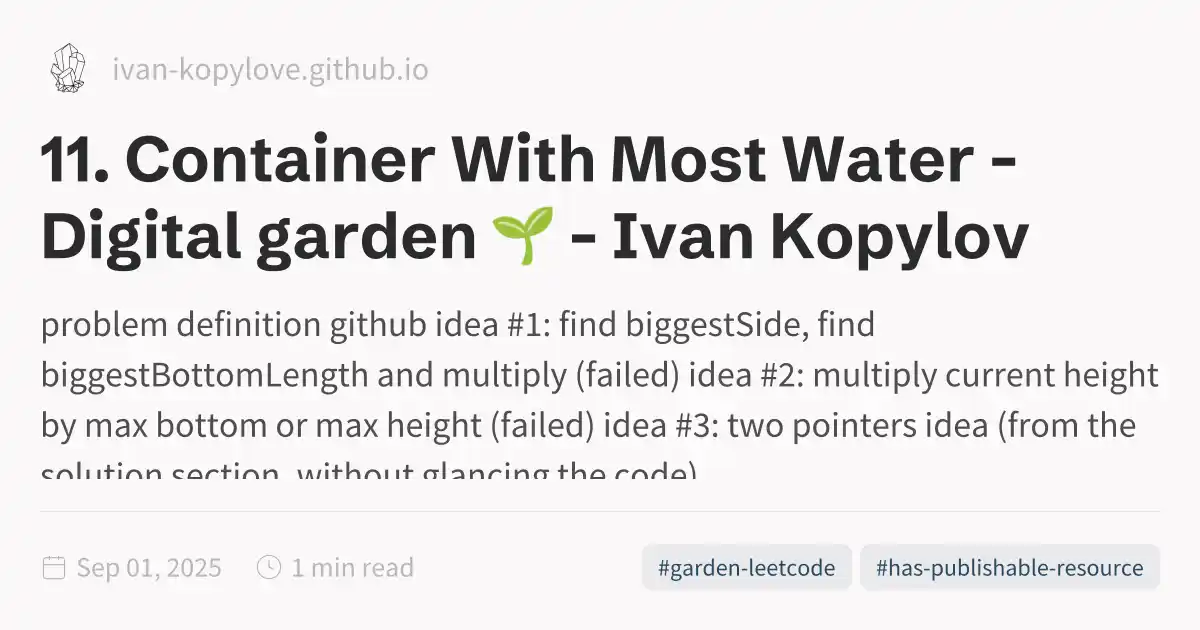 ivan-kopylove.github.io
11. Container With Most Water -
Digital garden 🌱 - Ivan Kopylov
problem definition github idea #1: find biggestSide, find
biggestBottomLength and multiply (failed) idea #2: multiply current height
by max bottom or max height (failed) idea #3: two pointers idea (from the
solution section, without glancing the code)
Sep 01, 2025
1 min read
#garden-leetcode
#has-publishable-resource